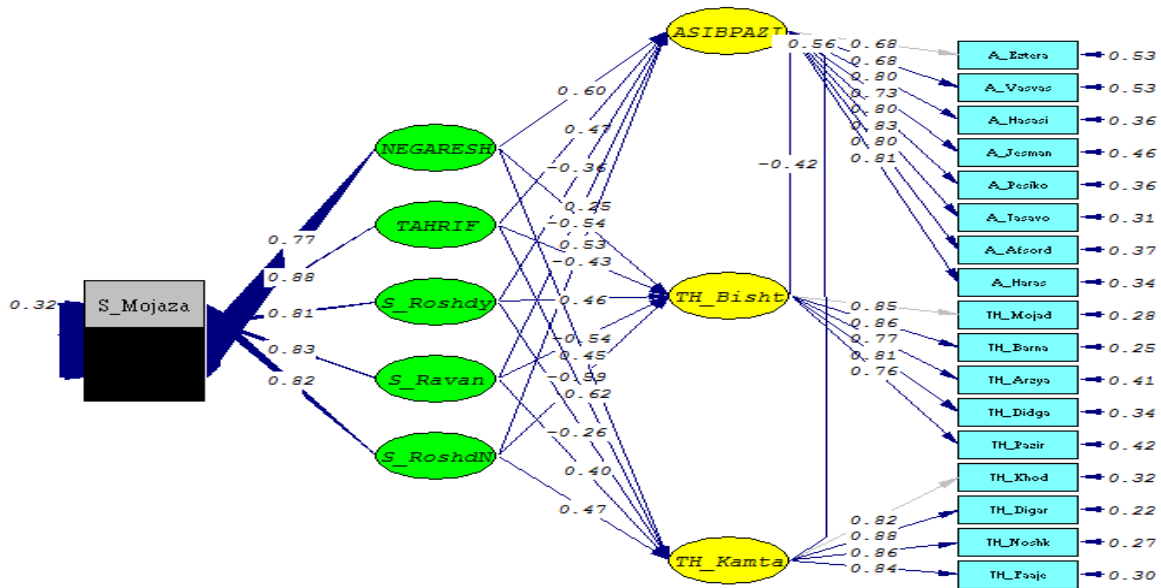 S_Mojaza
0.32
0.77
0.88
0.81
0.83
0.82
NEGARESH
TAHRIF
S_Roshdy
S_Ravan
S_RoshdN
0.60
0.47
-0.36
0.25
-0.54
0.53
-0.43
0.46
-0.54
0.45
0.62
-0.26
0.40
0.47
ASIBPAZI
TH_Bisht
TH_Kamta
0.56
-0.42
0.68
0.68
0.80
0.73
0.80
0.83
0.80
0.81
0.85
0.86
0.77
0.81
0.76
0.82
0.88
0.86
0.84
A_Estera
0.53
A_Vasvas
0.53
A_Hasasi
0.36
A_Jesman
0.46
A_Pesiko
0.36
A_Tasavo
0.31
A_Afsord
0.37
A_Haras
0.34
TH_Mojad
0.28
TH_Barna
0.25
TH_Araya
0.41
TH_Didga
0.34
TH_Pazir
0.42
TH_Khod
0.32
TH_Digar
0.22
TH_Noshk
0.27
0.30